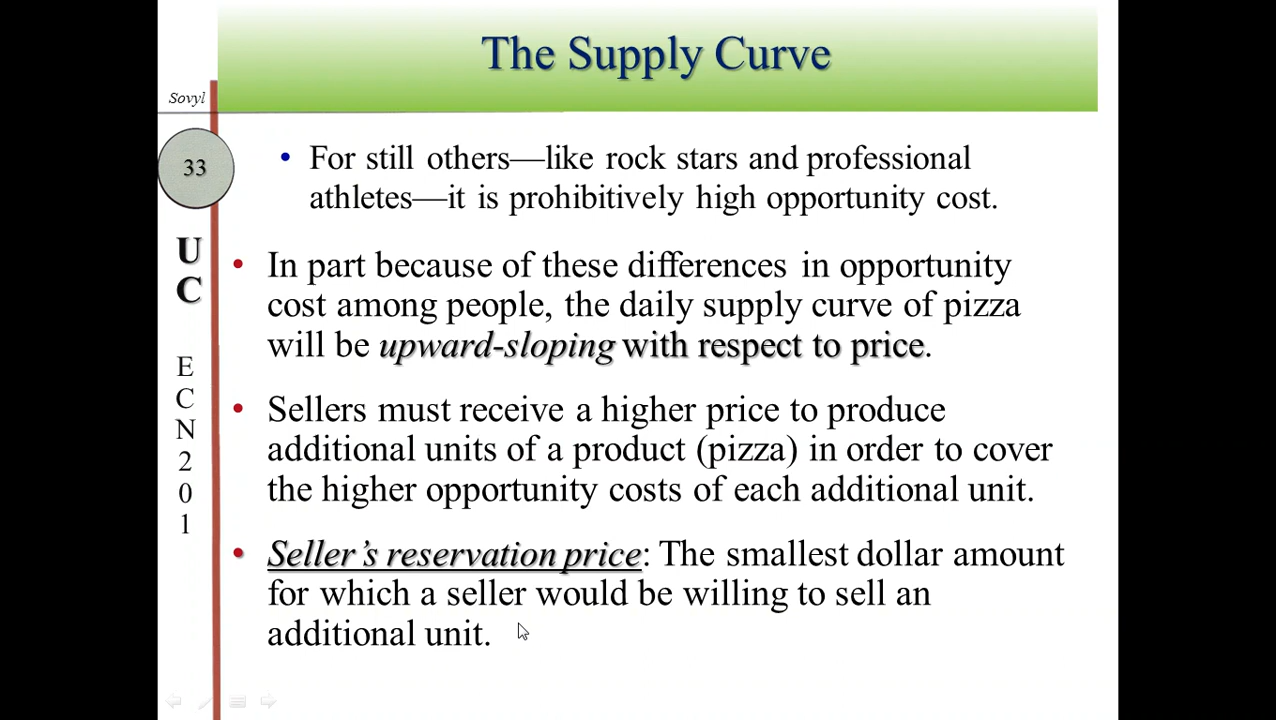 The Supply Curve
Sovyl
33
U
C
E
C
N
2
0
1
• For still others—like rock stars and professional
athletes—it is prohibitively high opportunity cost.
• In part because of these differences in opportunity
cost among people, the daily supply curve of pizza
will be upward-sloping with respect to price.
• Sellers must receive a higher price to produce
additional units of a product (pizza) in order to cover
the higher opportunity costs of each additional unit.
• Seller’s reservation price: The smallest dollar amount
for which a seller would be willing to sell an
additional unit.